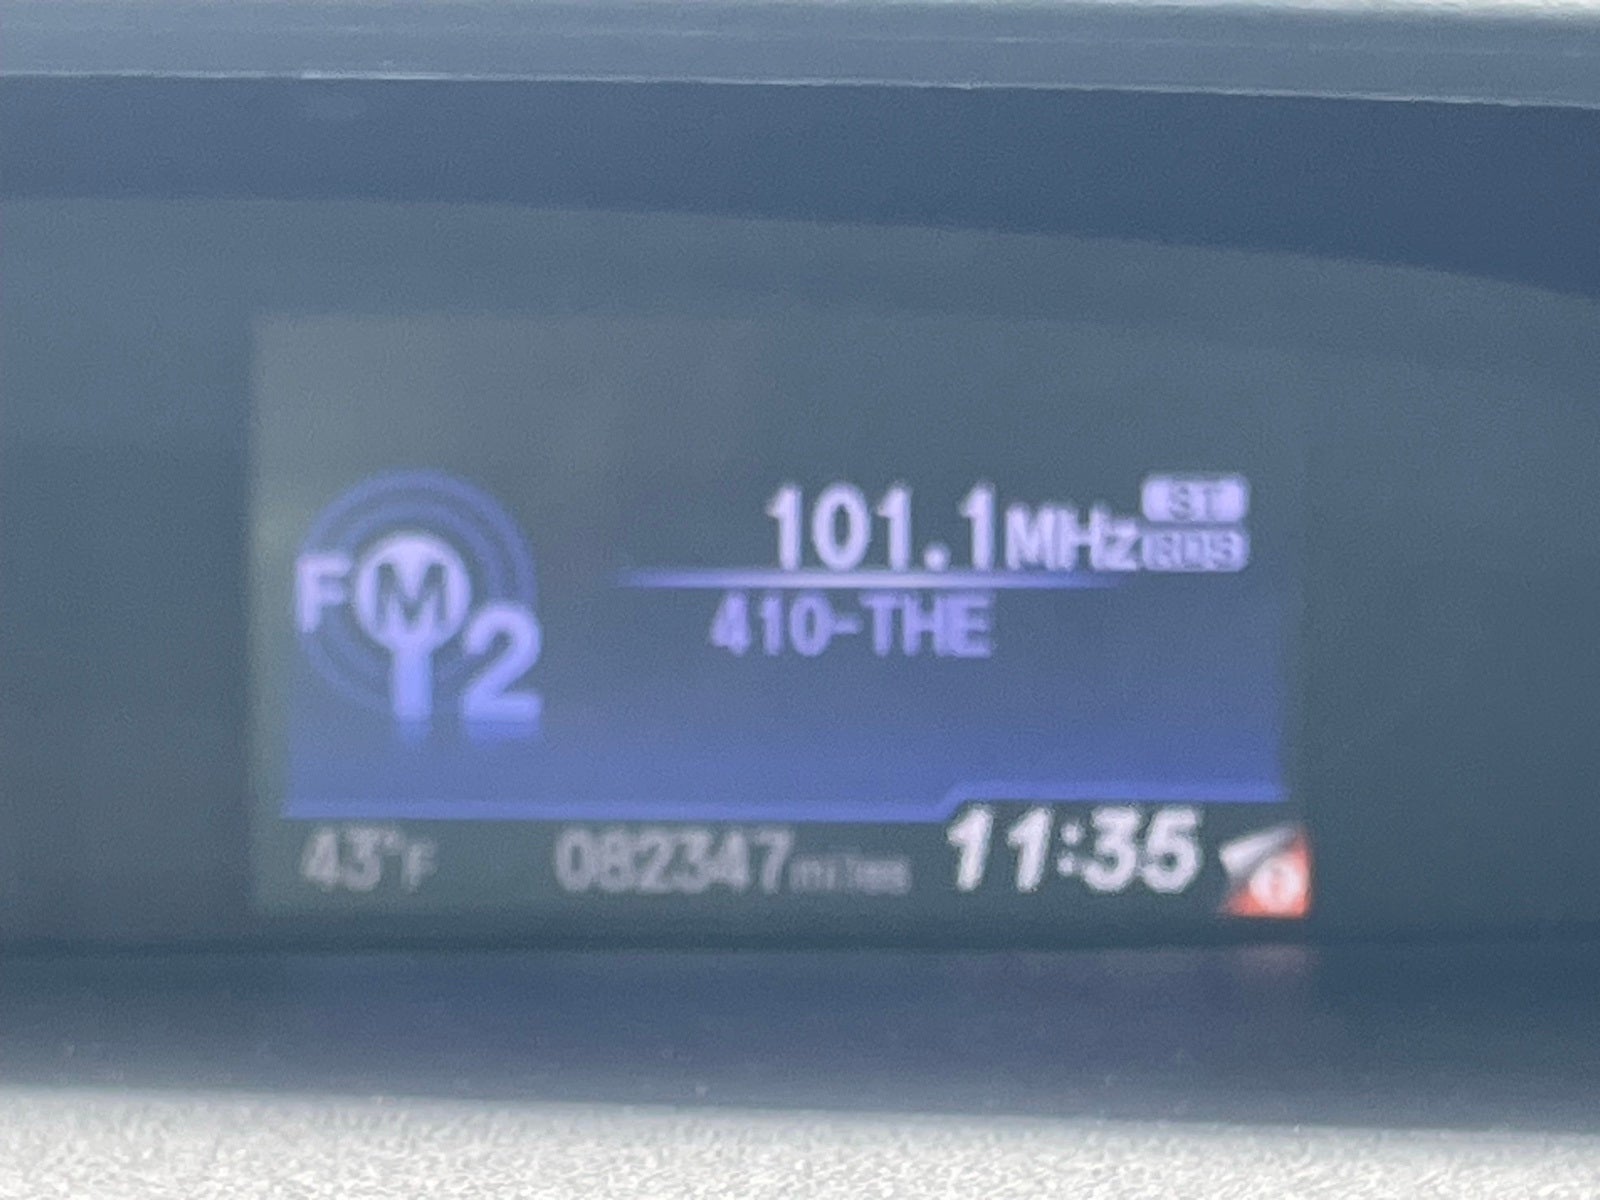 101.1MHz ST
RDS
FM2
410-THE
43°F 082347miles 11:35